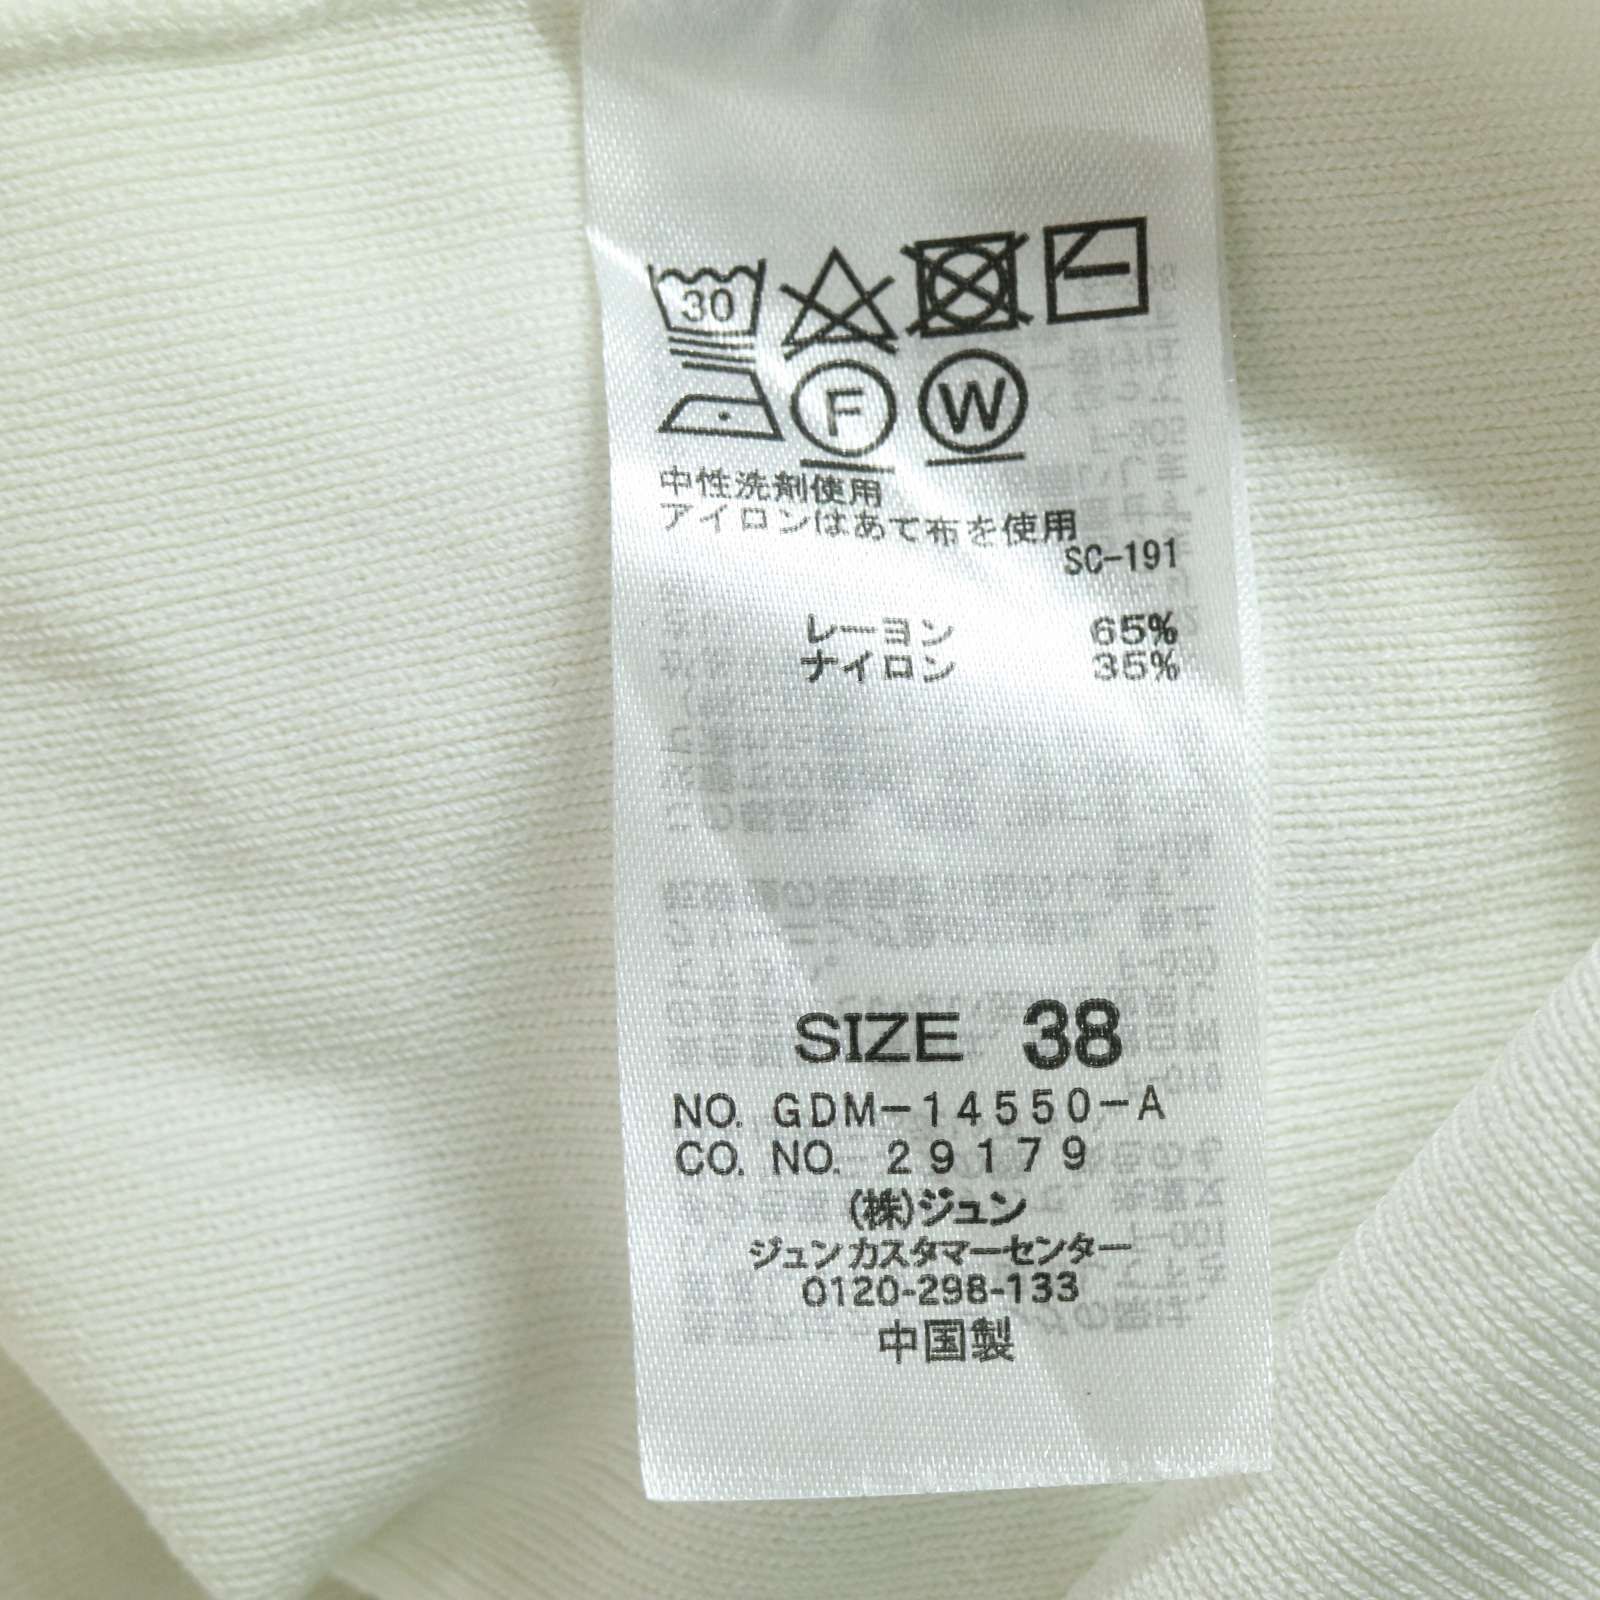 30
F W
中性洗剤使用
アイロンはあて布を使用
SC-191
レーヨン 65%
ナイロン 35%
SIZE 38
NO. GDM-14550-A
CO. NO. 29179
(株)ジュン
ジュンカスタマーセンター
0120-298-133
中国製